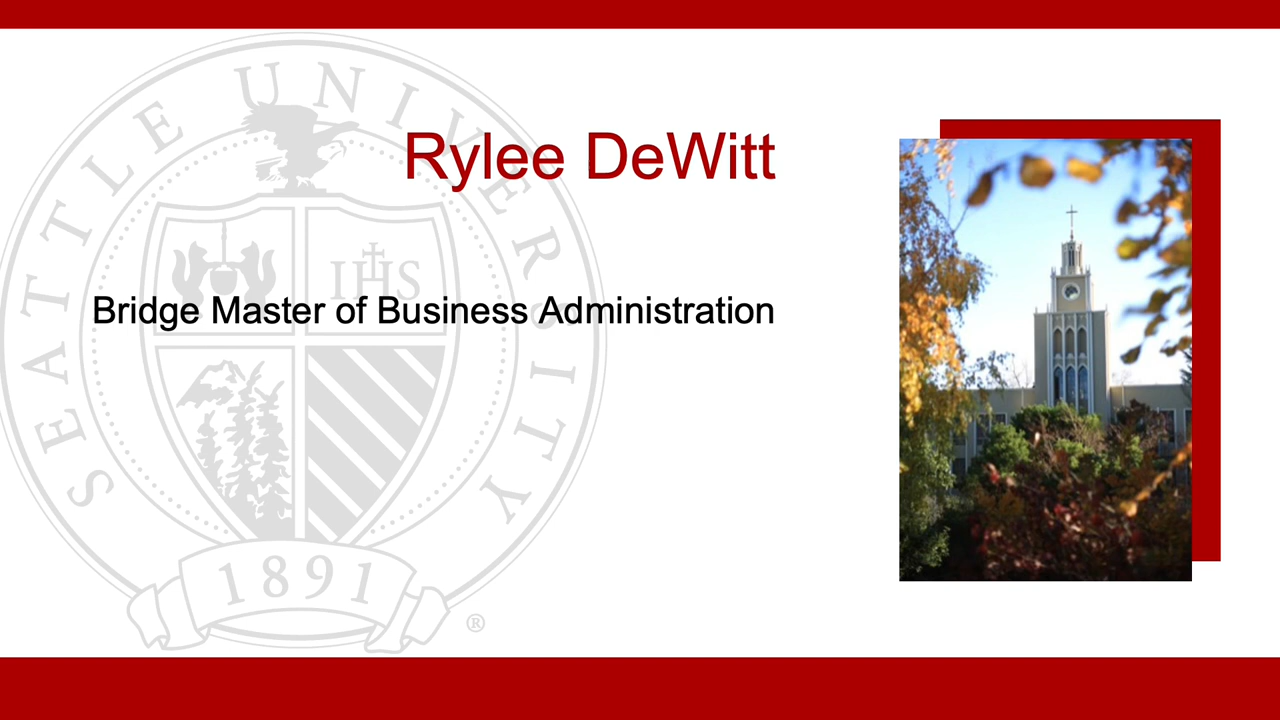 SEATTLE UNIVERSITY
Rylee DeWitt
IHS
Bridge Master of Business Administration
1891
®